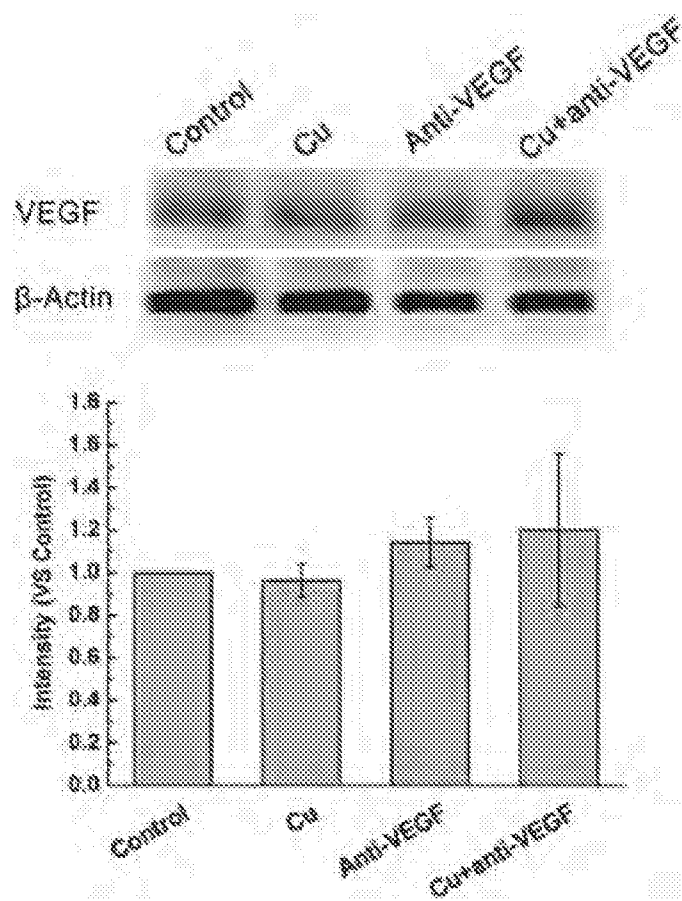 Control Cu Anti-VEGF Cu+anti-VEGF
VEGF
β-Actin
1.8
1.6
1.4
1.2
1.0
0.8
0.6
0.4
0.2
0.0
Intensity (VS Control)
Control Cu Anti-VEGF Cu+anti-VEGF